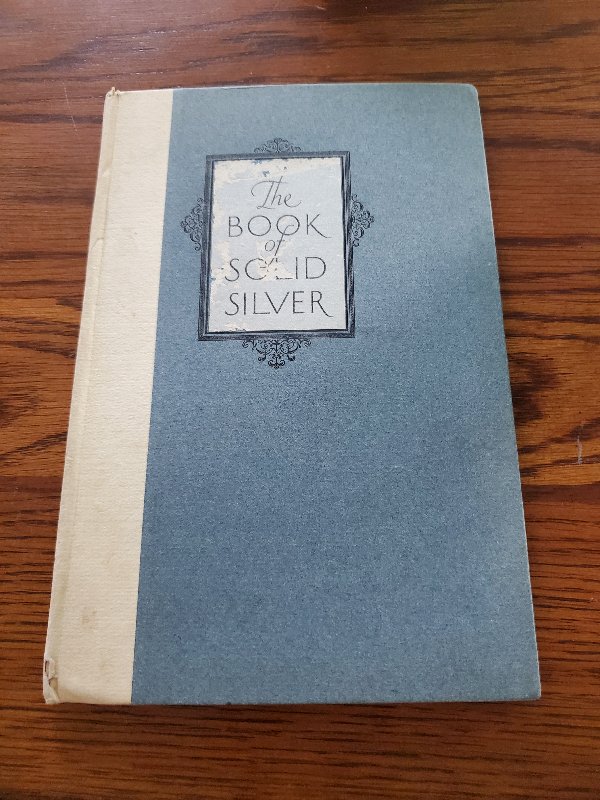 The
BOOK
of
SOLID
SILVER